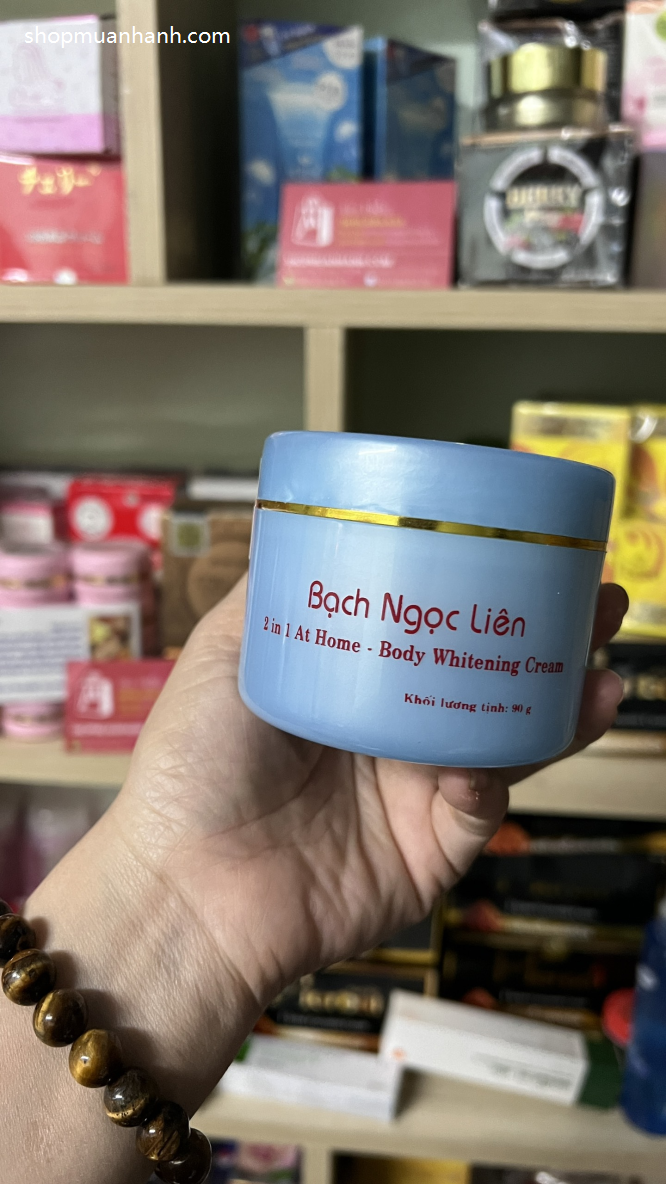 shopmuanhanh.com
Bạch Ngọc Liên
2 in 1 At Home - Body Whitening Cream
Khối lượng tịnh: 90 g